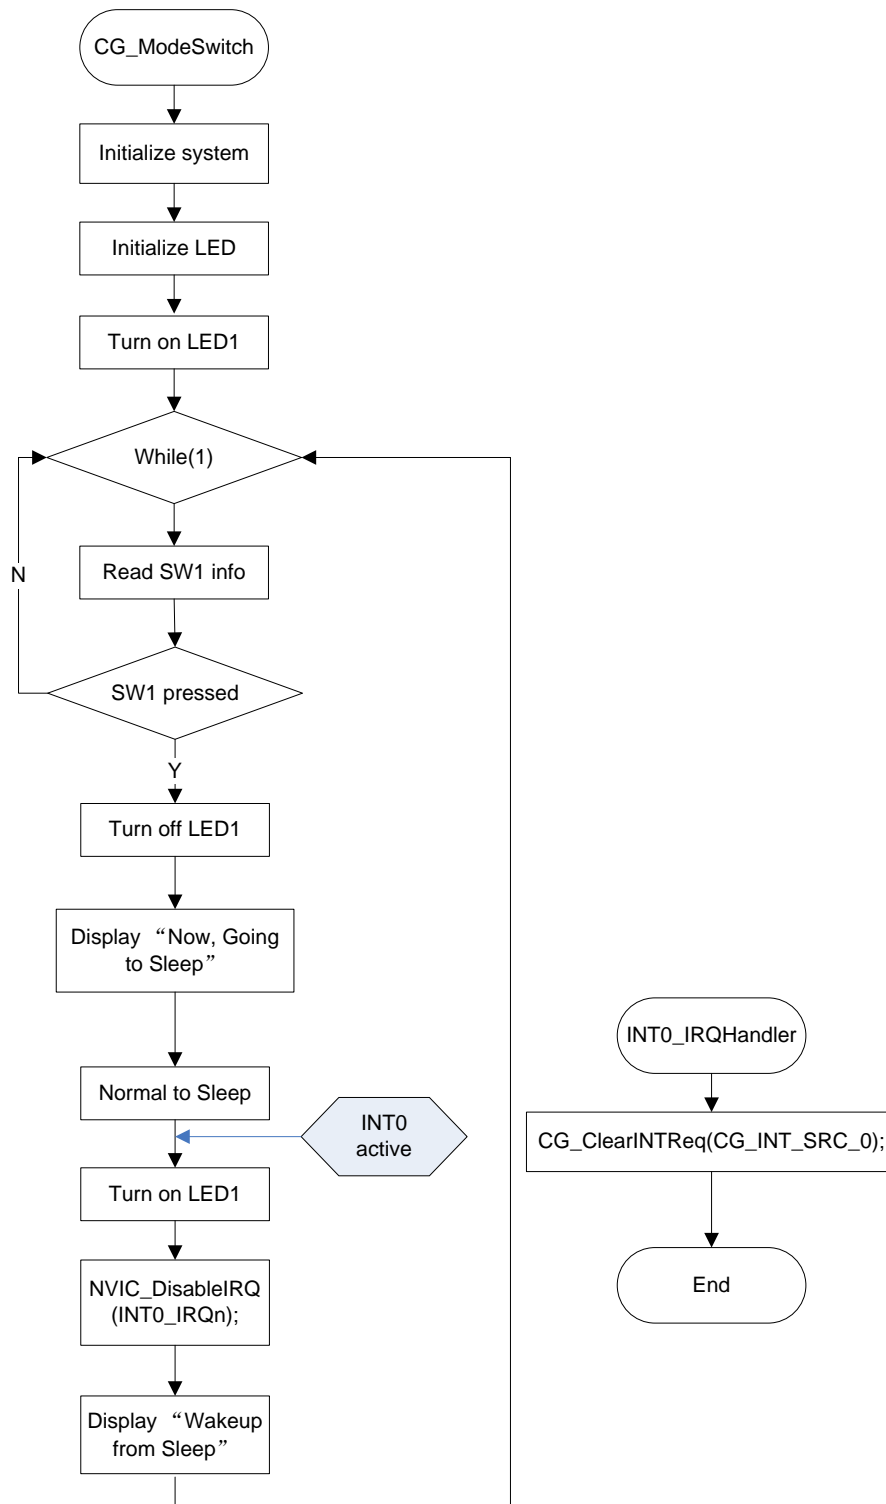 CG_ModeSwitch
Initialize system
Initialize LED
Turn on LED1
While(1)
Read SW1 info
N
SW1 pressed
Y
Turn off LED1
Display “Now, Going
to Sleep”
Normal to Sleep
INT0
active
Turn on LED1
NVIC_DisableIRQ
(INT0_IRQn);
Display “Wakeup
from Sleep”
INT0_IRQHandler
CG_ClearINTReq(CG_INT_SRC_0);
End